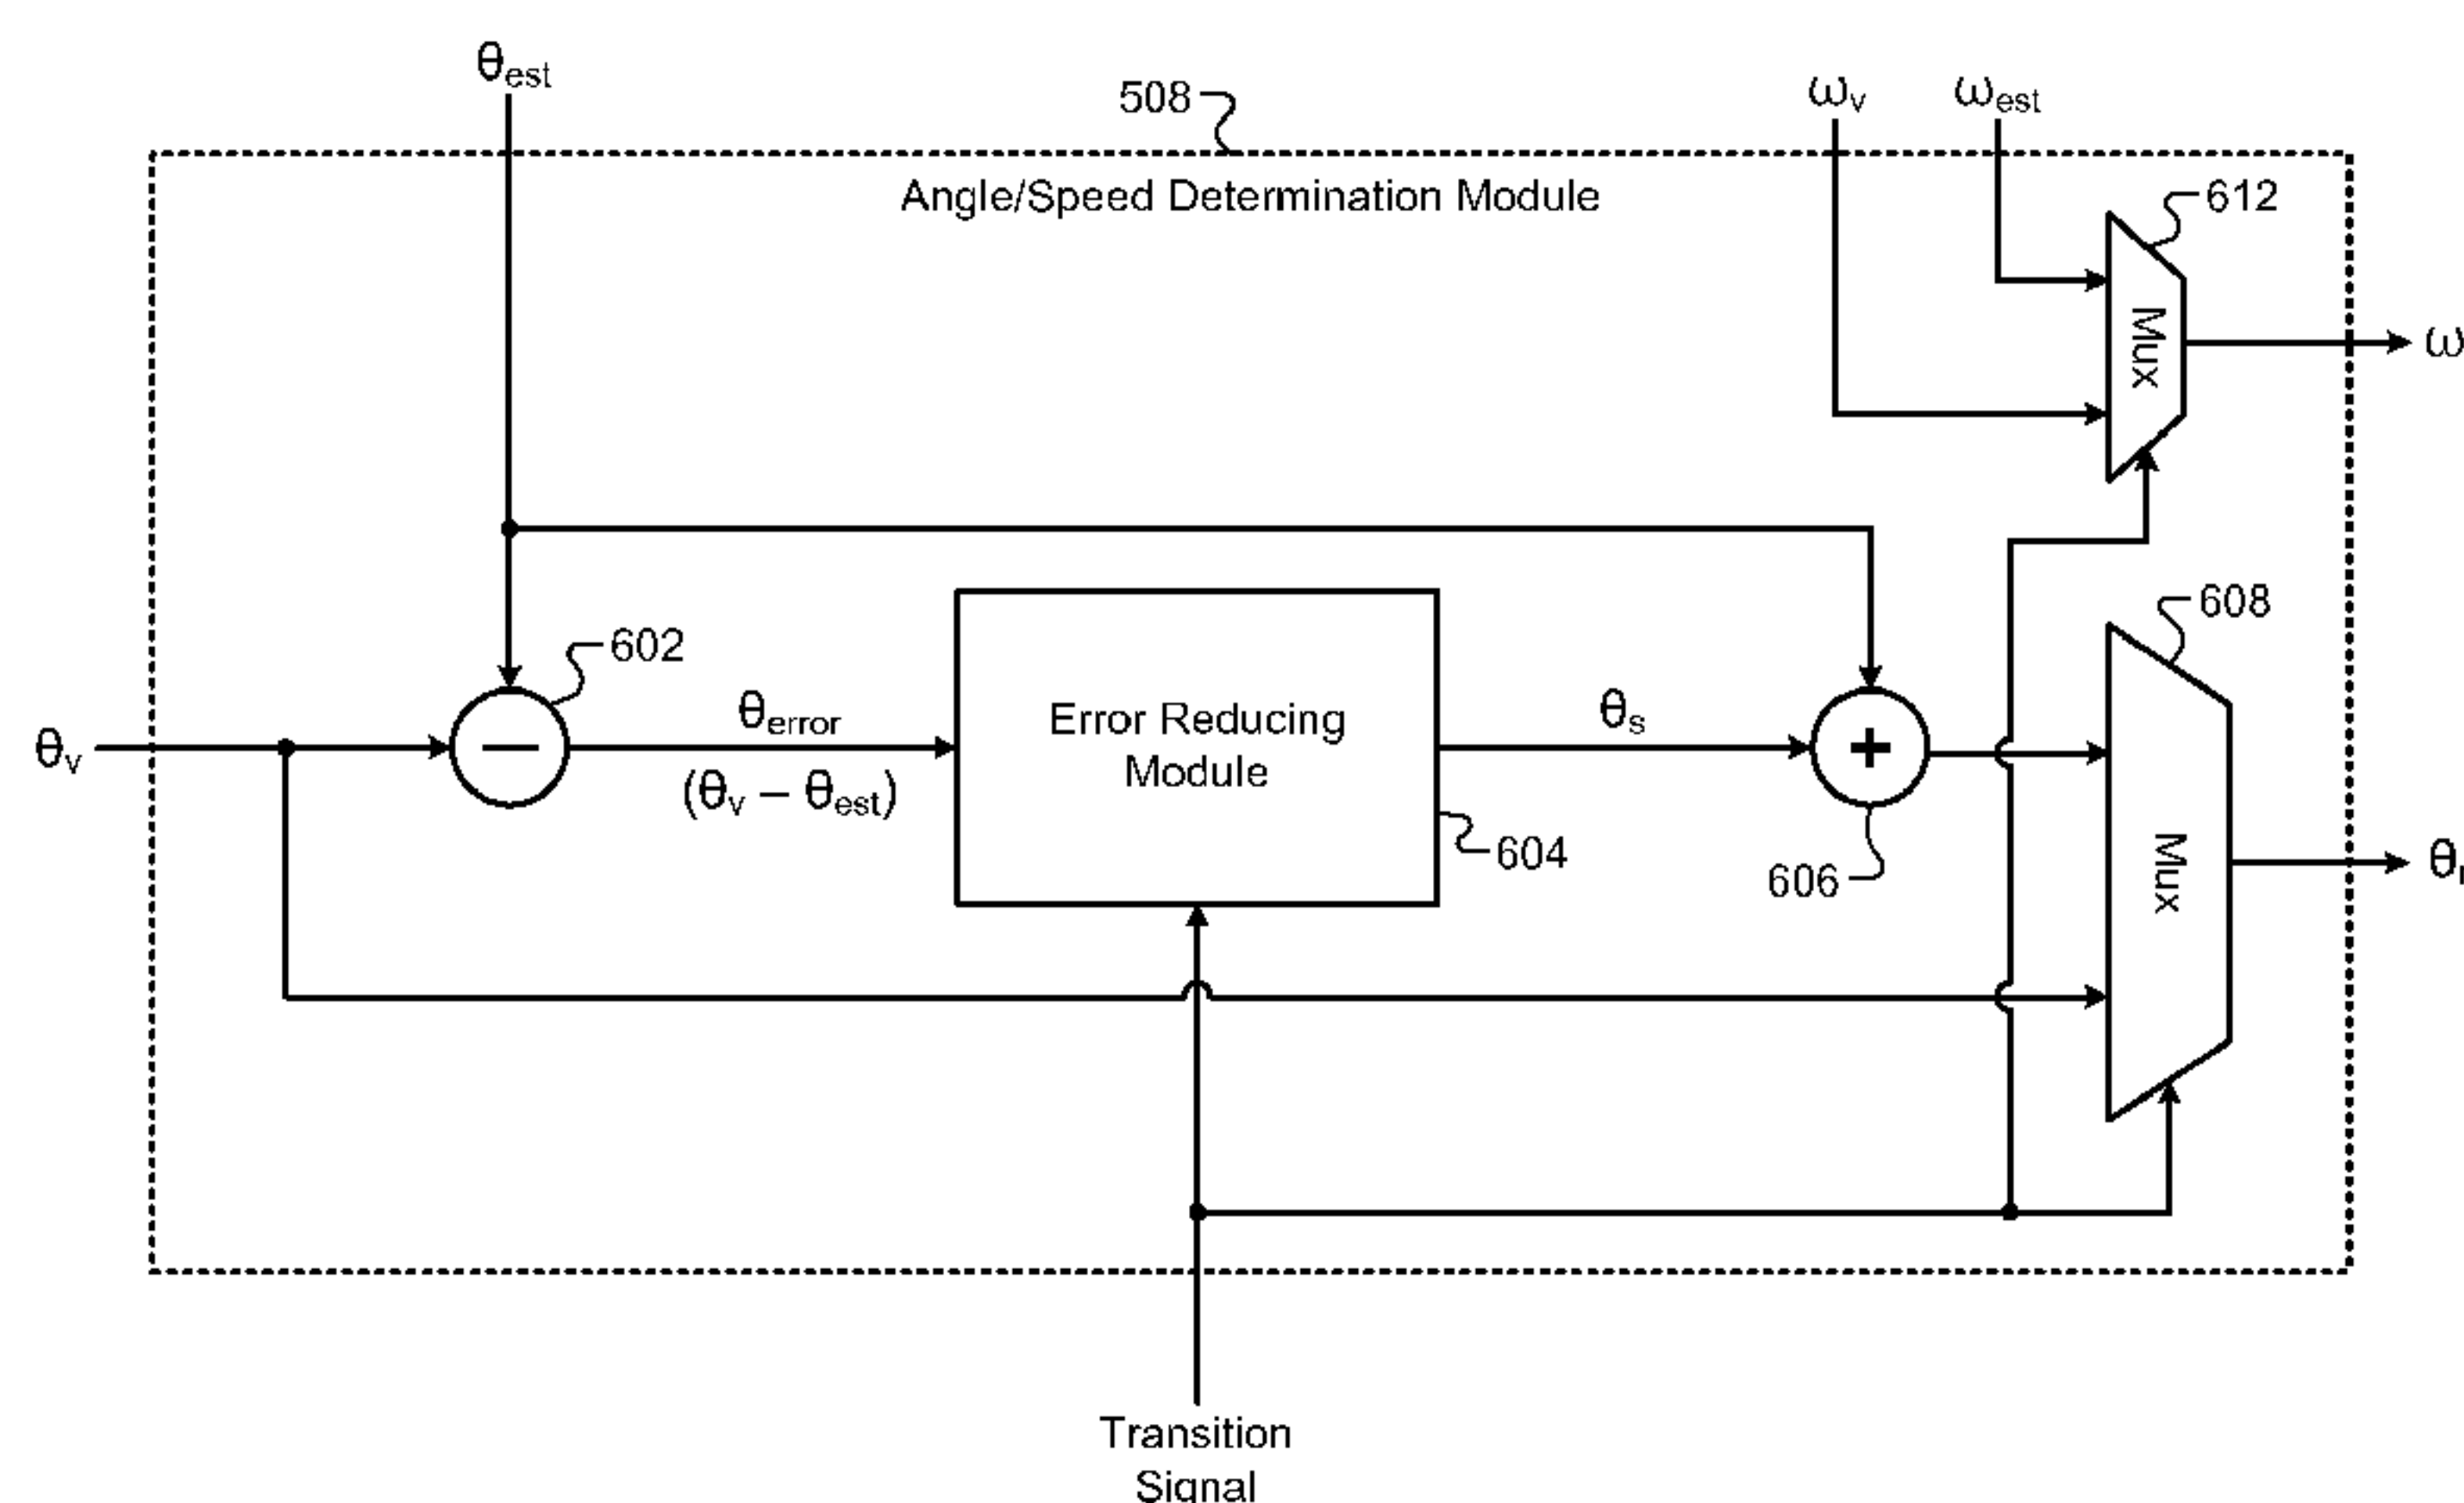 θest
508
ωv
ωest
Angle/Speed Determination Module
612
Mux
ω
608
602
θv
−
θerror
(θv – θest)
Error Reducing
Module
604
θs
+
606
Mux
θ
Transition
Signal